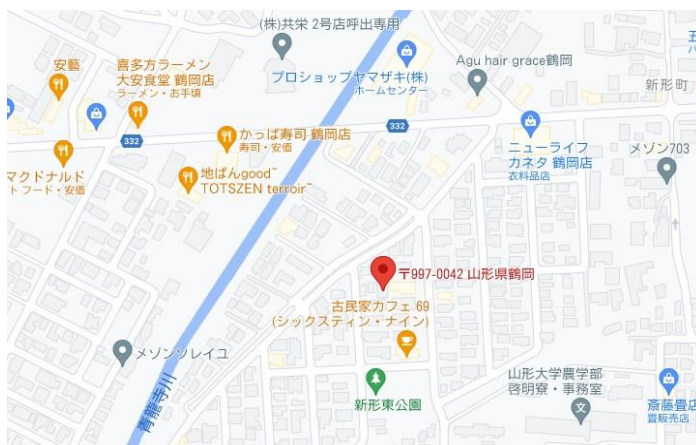 (株)共栄 2号店呼出専用
安藝
喜多方ラーメン
大安食堂 鶴岡店
ラーメン・お手頃
プロショップヤマザキ(株)
ホームセンター
Agu hair grace鶴岡
新形町
332
332
かっぱ寿司 鶴岡店
寿司・安価
ニューライフ
カネタ 鶴岡店
衣料品店
メゾン703
マクドナルド
ト フード・安価
地ぱんgood~
TOTSZEN terroir~
〒997-0042 山形県鶴岡
古民家カフェ 69
(シックスティン・ナイン)
メゾンソレイユ
青龍寺川
新形東公園
山形大学農学部
啓明寮・事務室
斎藤畳店
畳販売店